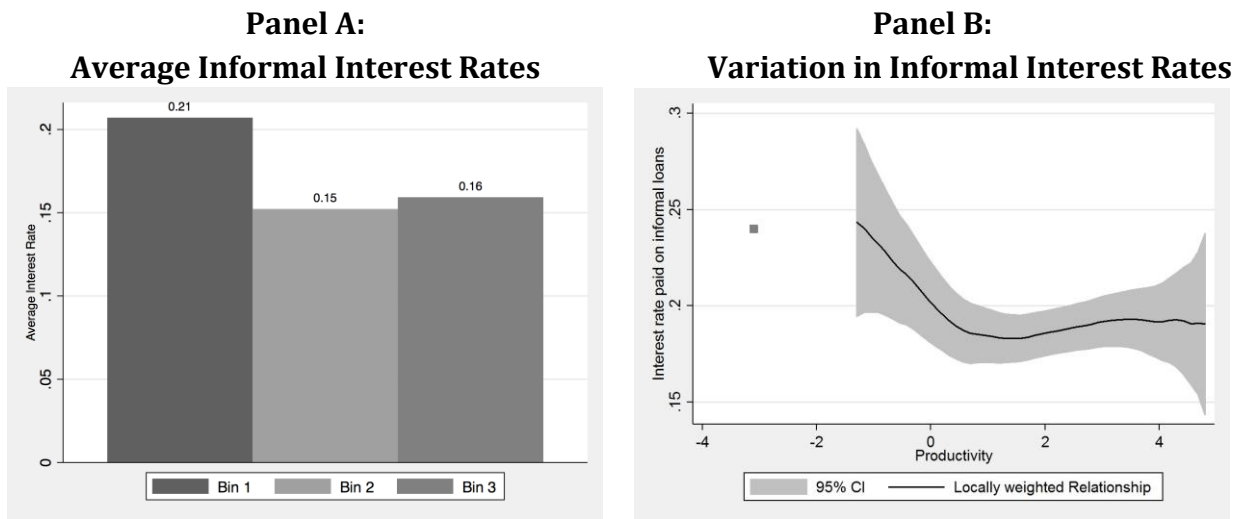 Panel A:
Average Informal Interest Rates
0.21
0.15
0.16
.2
.15
.1
.05
0
Average Interest Rate
Bin 1 Bin 2 Bin 3
Panel B:
Variation in Informal Interest Rates
.3
.25
.2
.15
Interest rate paid on informal loans
-4 -2 0 2 4
Productivity
95% CI Locally weighted Relationship